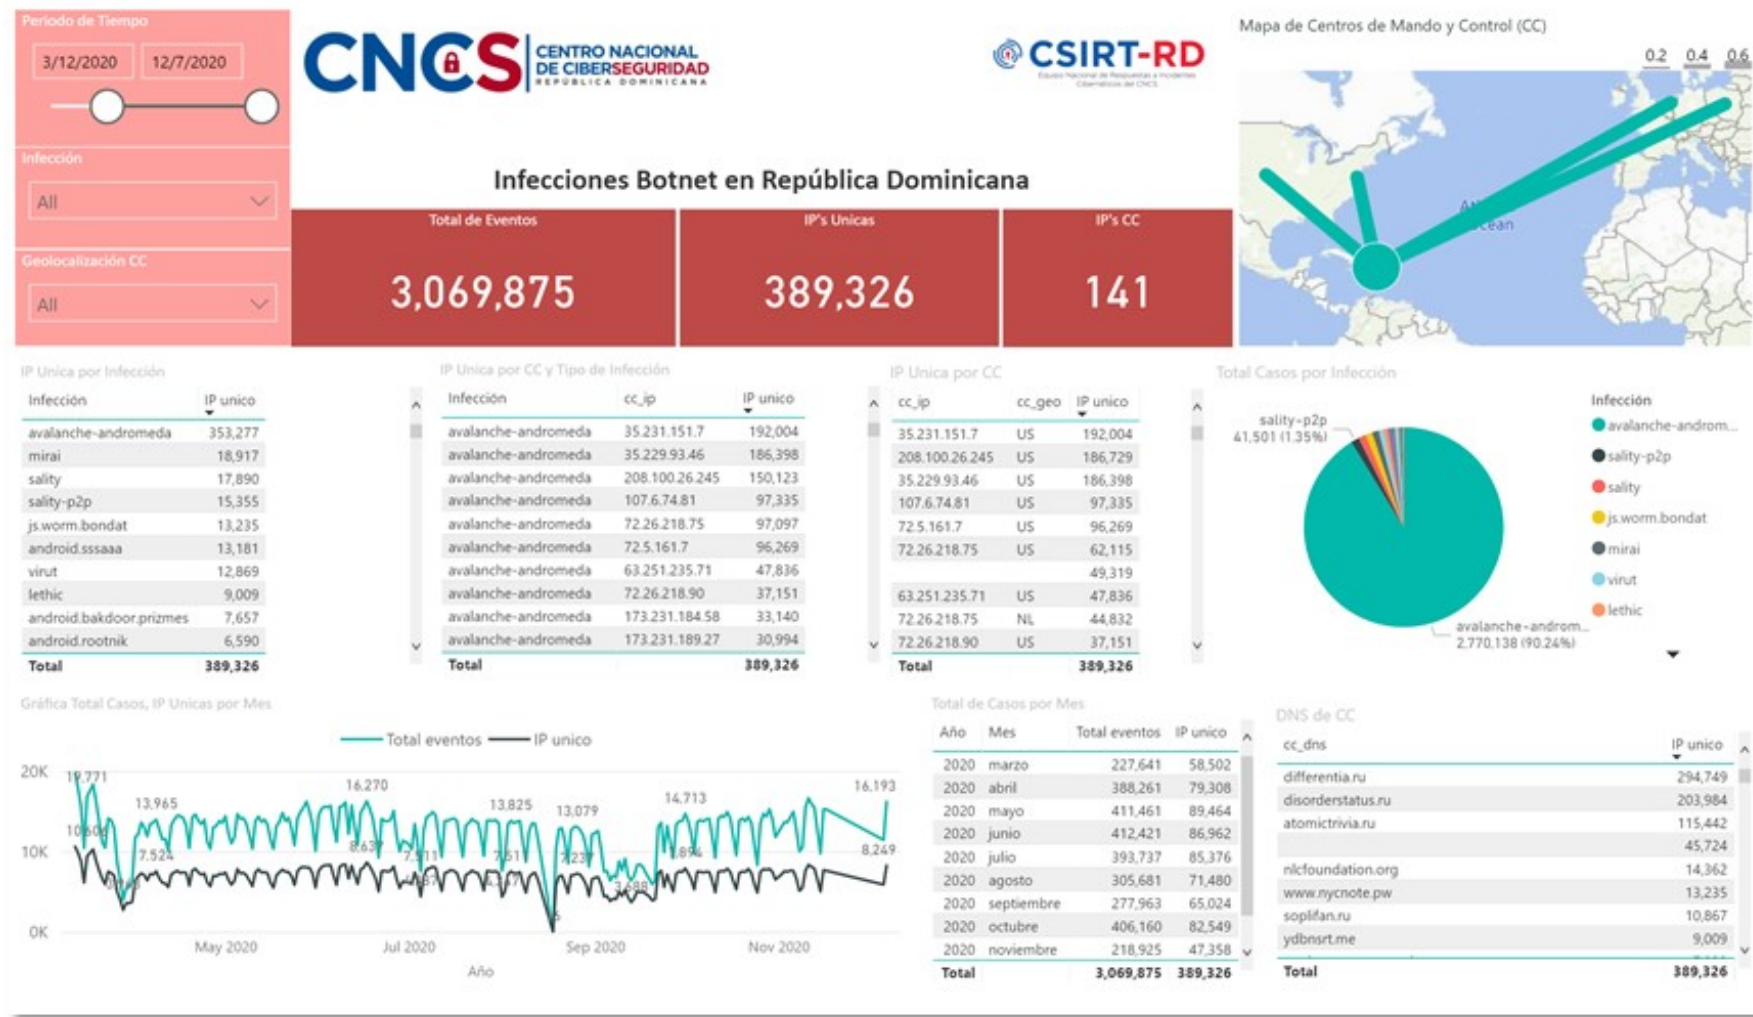 Periodo de Tiempo
3/12/2020 12/7/2020
Infección
All
Geolocalización CC
All
CNCS CENTRO NACIONAL
DE CIBERSEGURIDAD
REPÚBLICA DOMINICANA
CSIRT-RD
Equipo Nacional de Respuestas a Incidentes
Cibernéticos del CNCS
Infecciones Botnet en República Dominicana
Total de Eventos
3,069,875
IP's Unicas
389,326
IP's CC
141
Mapa de Centros de Mando y Control (CC)
0.2 0.4 0.6
IP Unica por Infección
Infección IP unico
avalanche-andromeda 353,277
mirai 18,917
sality 17,890
sality-p2p 15,355
js.worm.bondat 13,235
android.sssaaa 13,181
virut 12,869
lethic 9,009
android.bakdoor.prizmes 7,657
android.rootnik 6,590
Total 389,326
IP Unica por CC y Tipo de Infección
Infección cc_ip IP unico
avalanche-andromeda 35.231.151.7 192,004
avalanche-andromeda 35.229.93.46 186,398
avalanche-andromeda 208.100.26.245 150,123
avalanche-andromeda 107.6.74.81 97,335
avalanche-andromeda 72.26.218.75 97,097
avalanche-andromeda 72.5.161.7 96,269
avalanche-andromeda 63.251.235.71 47,836
avalanche-andromeda 72.26.218.90 37,151
avalanche-andromeda 173.231.184.58 33,140
avalanche-andromeda 173.231.189.27 30,994
Total 389,326
IP Unica por CC
cc_ip cc_geo IP unico
35.231.151.7 US 192,004
208.100.26.245 US 186,729
35.229.93.46 US 186,398
107.6.74.81 US 97,335
72.5.161.7 US 96,269
72.26.218.75 US 62,115
49,319
63.251.235.71 US 47,836
72.26.218.75 NL 44,832
72.26.218.90 US 37,151
Total 389,326
Total Casos por Infección
sality-p2p
41,501 (1.35%)
avalanche-androm...
2,770,138 (90.24%)
Infección
avalanche-androm...
sality-p2p
sality
js.worm.bondat
mirai
virut
lethic
Gráfica Total Casos, IP Unicas por Mes
Total eventos IP unico
20K
10K
0K
13,965
16,270
13,825
13,079
14,713
16,193
7,524
8,637
7,237
3,688
8,249
May 2020 Jul 2020 Sep 2020 Nov 2020
Año
Total de Casos por Mes
Año Mes Total eventos IP unico
2020 marzo 227,641 58,502
2020 abril 388,261 79,308
2020 mayo 411,461 89,464
2020 junio 412,421 86,962
2020 julio 393,737 85,376
2020 agosto 305,681 71,480
2020 septiembre 277,963 65,024
2020 octubre 406,160 82,549
2020 noviembre 218,925 47,358
Total 3,069,875 389,326
DNS de CC
cc_dns IP unico
differentia.ru 294,749
disorderstatus.ru 203,984
atomictrivia.ru 115,442
45,724
nlcfoundation.org 14,362
www.nycnote.pw 13,235
soplifan.ru 10,867
ydbnsrt.me 9,009
Total 389,326